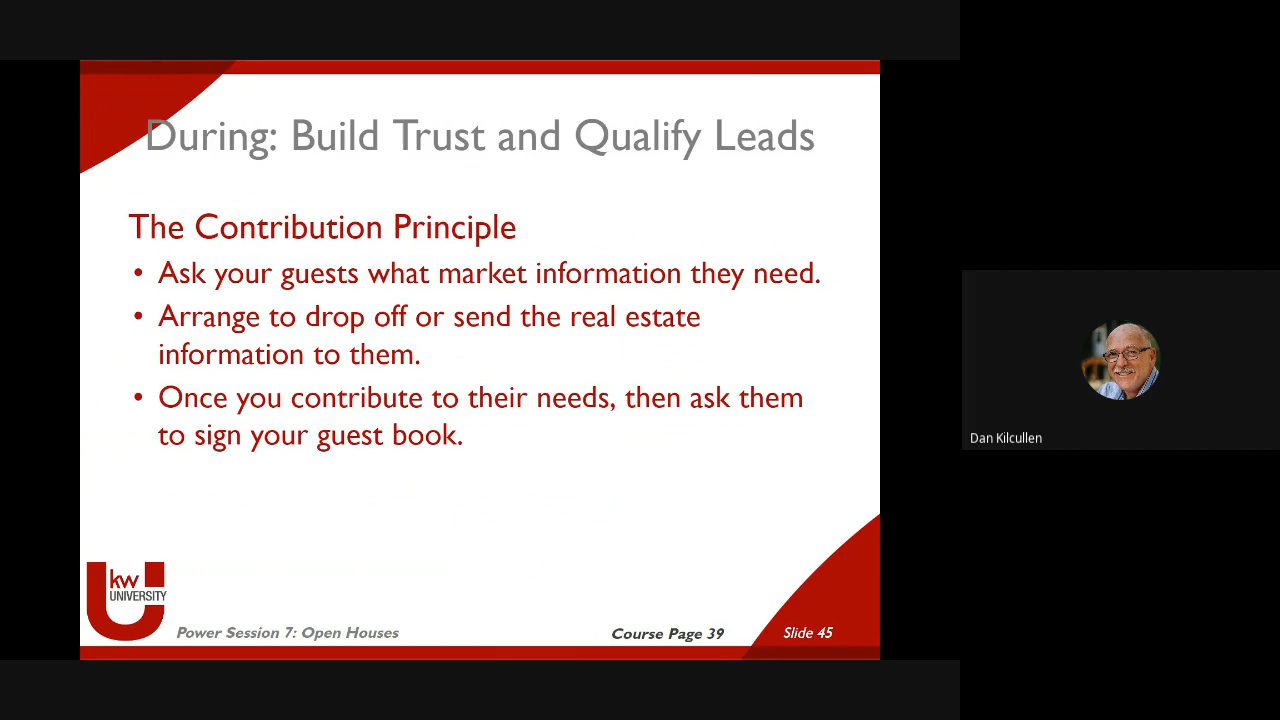 During: Build Trust and Qualify Leads
The Contribution Principle
• Ask your guests what market information they need.
• Arrange to drop off or send the real estate
information to them.
• Once you contribute to their needs, then ask them
to sign your guest book.
kw
UNIVERSITY
Power Session 7: Open Houses
Course Page 39
Slide 45
Dan Kilcullen